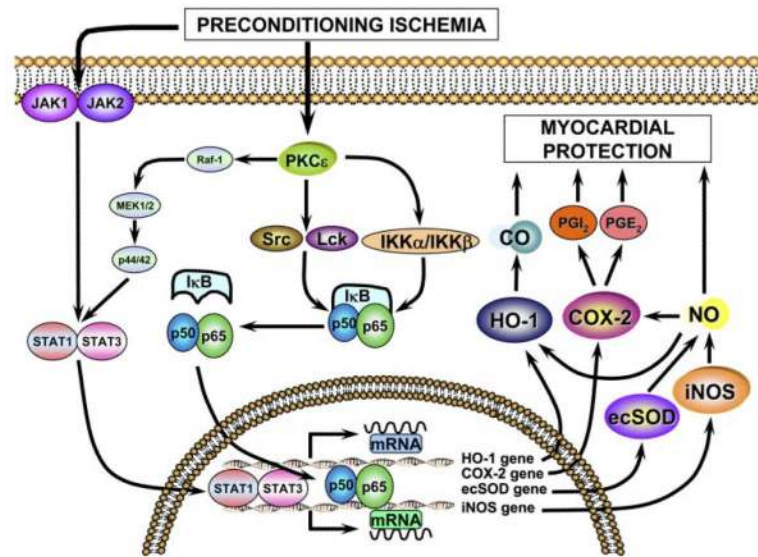 PRECONDITIONING ISCHEMIA
JAK1
JAK2
MYOCARDIAL
PROTECTION
Raf-1
PKCε
MEK1/2
Src
Lck
IKKα/IKKβ
CO
PGI₂
PGE₂
p44/42
IκB
p50
p65
IκB
p50
p65
HO-1
COX-2
NO
STAT1
STAT3
iNOS
ecSOD
mRNA
HO-1 gene
COX-2 gene
ecSOD gene
iNOS gene
STAT1
STAT3
p50
p65
mRNA